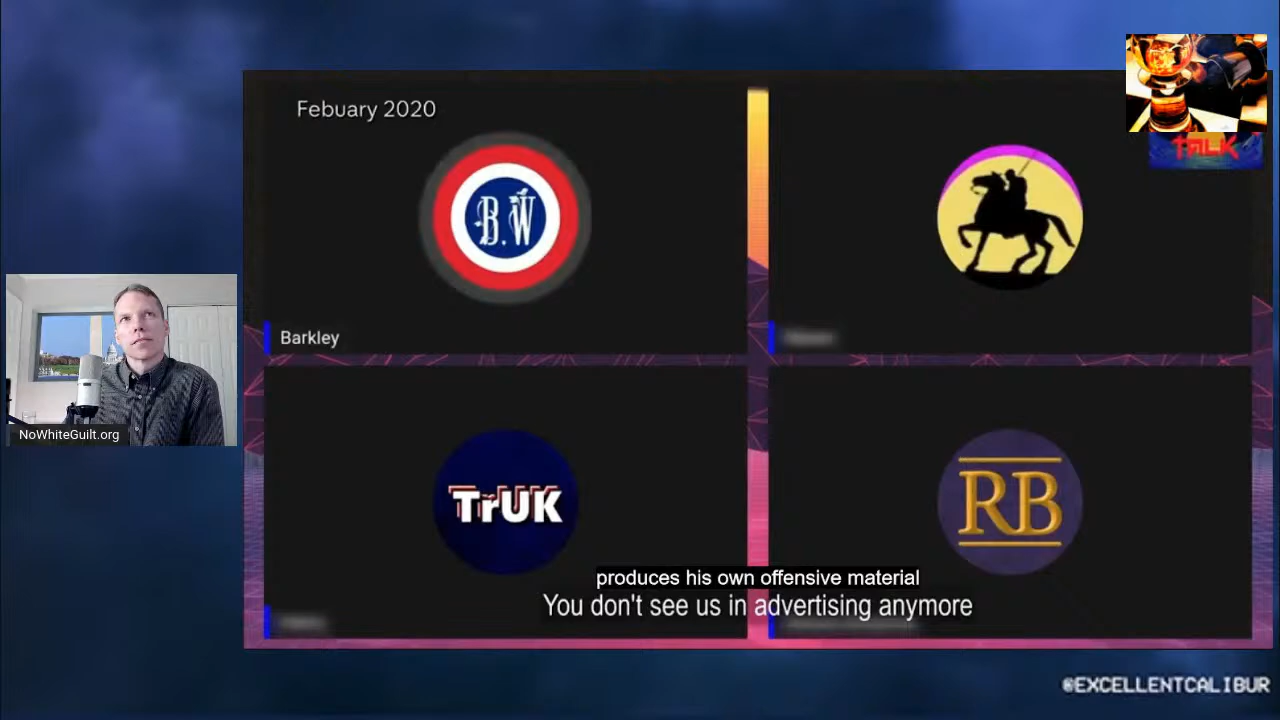 Febuary 2020
TALK
B.W
Barkley
NoWhiteGuilt.org
TrUK
RB
produces his own offensive material
You don't see us in advertising anymore
@EXCELLENTCALIBUR